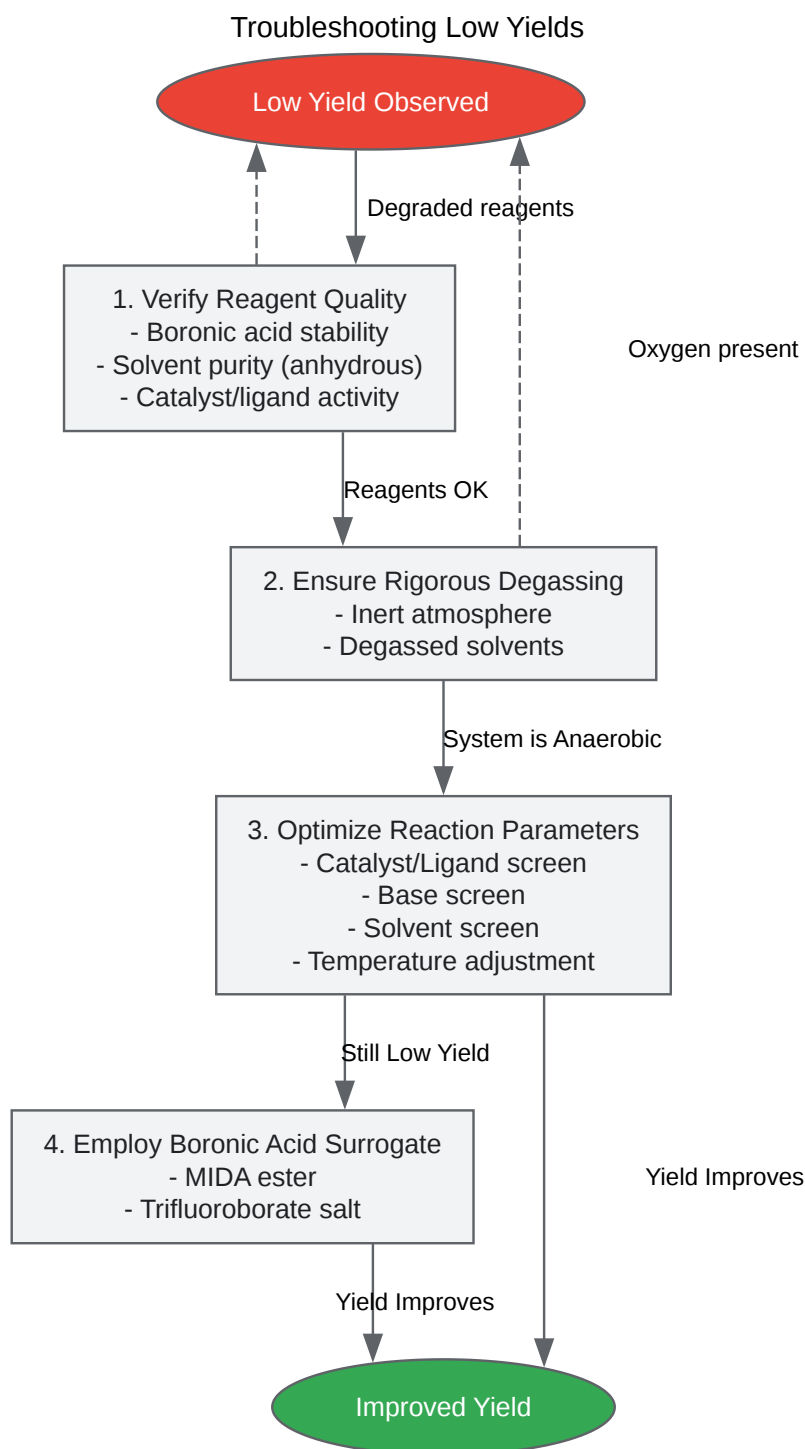 Troubleshooting Low Yields
Low Yield Observed
Degraded reagents
1. Verify Reagent Quality
- Boronic acid stability
- Solvent purity (anhydrous)
- Catalyst/ligand activity
Oxygen present
Reagents OK
2. Ensure Rigorous Degassing
- Inert atmosphere
- Degassed solvents
System is Anaerobic
3. Optimize Reaction Parameters
- Catalyst/Ligand screen
- Base screen
- Solvent screen
- Temperature adjustment
Still Low Yield
4. Employ Boronic Acid Surrogate
- MIDA ester
- Trifluoroborate salt
Yield Improves
Yield Improves
Improved Yield